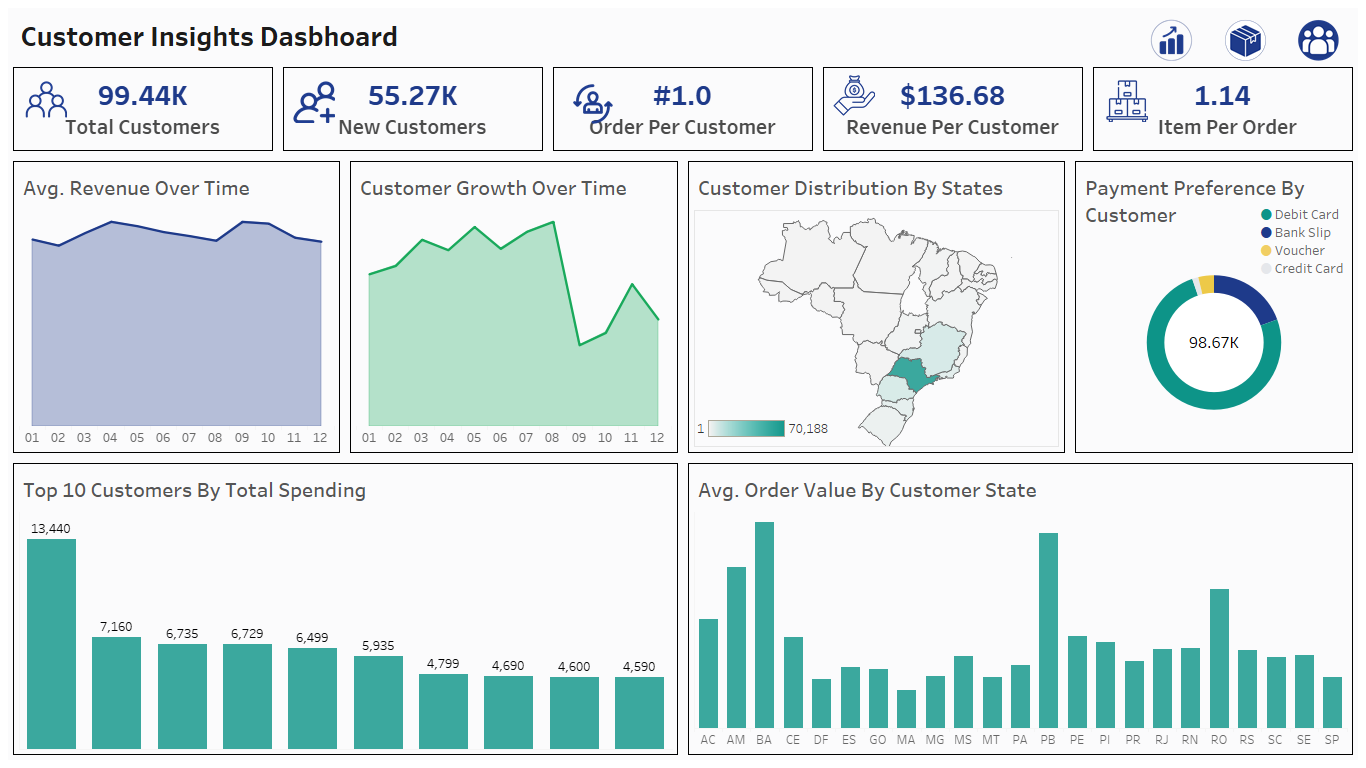 Customer Insights Dasbhoard
99.44K
Total Customers
55.27K
New Customers
#1.0
Order Per Customer
$136.68
Revenue Per Customer
1.14
Item Per Order
Avg. Revenue Over Time
01 02 03 04 05 06 07 08 09 10 11 12
Customer Growth Over Time
01 02 03 04 05 06 07 08 09 10 11 12
Customer Distribution By States
1 70,188
Payment Preference By
Customer
Debit Card
Bank Slip
Voucher
Credit Card
98.67K
Top 10 Customers By Total Spending
13,440
7,160
6,735
6,729
6,499
5,935
4,799
4,690
4,600
4,590
Avg. Order Value By Customer State
AC AM BA CE DF ES GO MA MG MS MT PA PB PE PI PR RJ RN RO RS SC SE SP